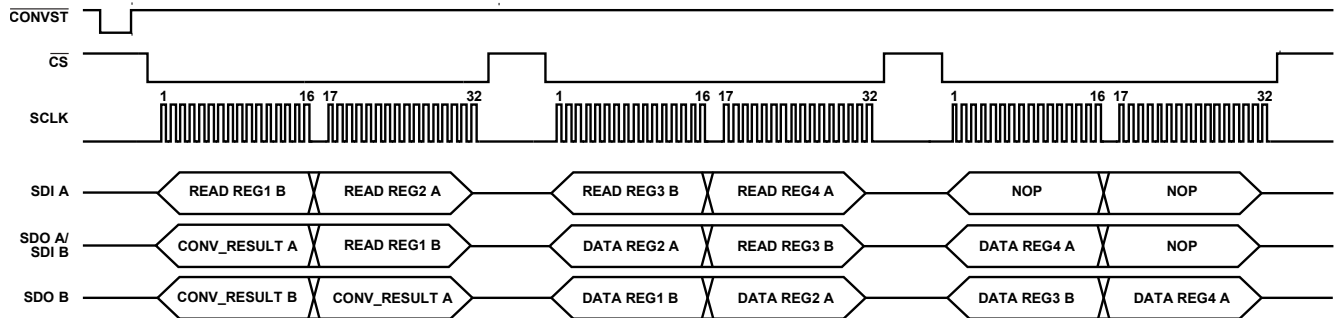 CONVST
CS
1 16 17 32 1 16 17 32 1 16 17 32
SCLK
SDI A READ REG1 B READ REG2 A READ REG3 B READ REG4 A NOP NOP
SDO A/
SDI B CONV_RESULT A READ REG1 B DATA REG2 A READ REG3 B DATA REG4 A NOP
SDO B CONV_RESULT B CONV_RESULT A DATA REG1 B DATA REG2 A DATA REG3 B DATA REG4 A